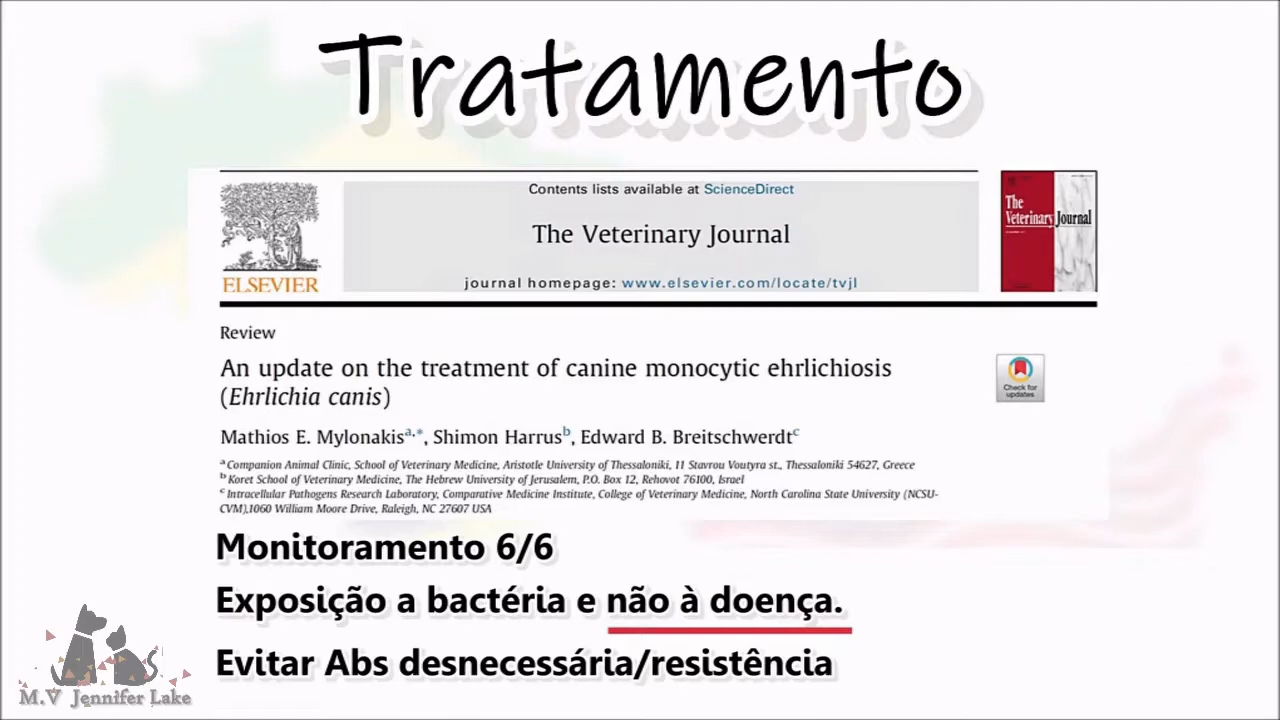 Tratamento
Contents lists available at ScienceDirect
The Veterinary Journal
journal homepage: www.elsevier.com/locate/tvjl
ELSEVIER
The
Veterinary Journal
Review
An update on the treatment of canine monocytic ehrlichiosis
(Ehrlichia canis)
Check for
updates
Mathios E. Mylonakis a,*, Shimon Harrus b, Edward B. Breitschwerdt c
a Companion Animal Clinic, School of Veterinary Medicine, Aristotle University of Thessaloniki, 11 Stavrou Voutyra st., Thessaloniki 54627, Greece
b Koret School of Veterinary Medicine, The Hebrew University of Jerusalem, P.O. Box 12, Rehovot 76100, Israel
c Intracellular Pathogens Research Laboratory, Comparative Medicine Institute, College of Veterinary Medicine, North Carolina State University (NCSU-
CVM),1060 William Moore Drive, Raleigh, NC 27607 USA
Monitoramento 6/6
Exposição a bactéria e não à doença.
Evitar Abs desnecessária/resistência
M.V Jennifer Lake